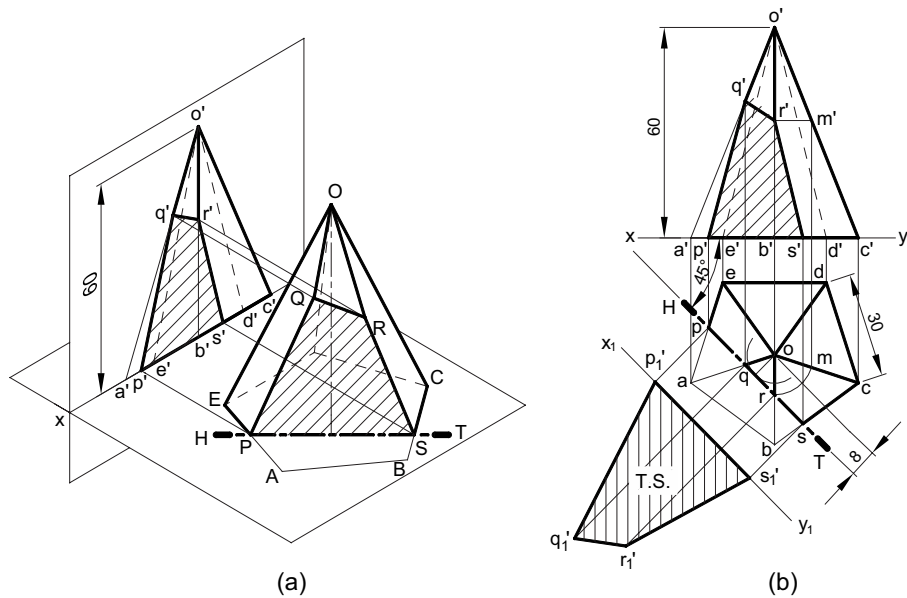 o'
q' r'
60
c'
d'
s'
b'
e'
p'
a'
x
O
Q
R
E
C
H
P
S
T
A
B
(a)
o'
q'
r' m'
60
x a' p' e' b' s' d' c' y
45°
e d
H
p
30
x₁ p₁'
o
q m
a r c
b s
T
8
s₁'
T.S.
y₁
q₁'
r₁'
(b)